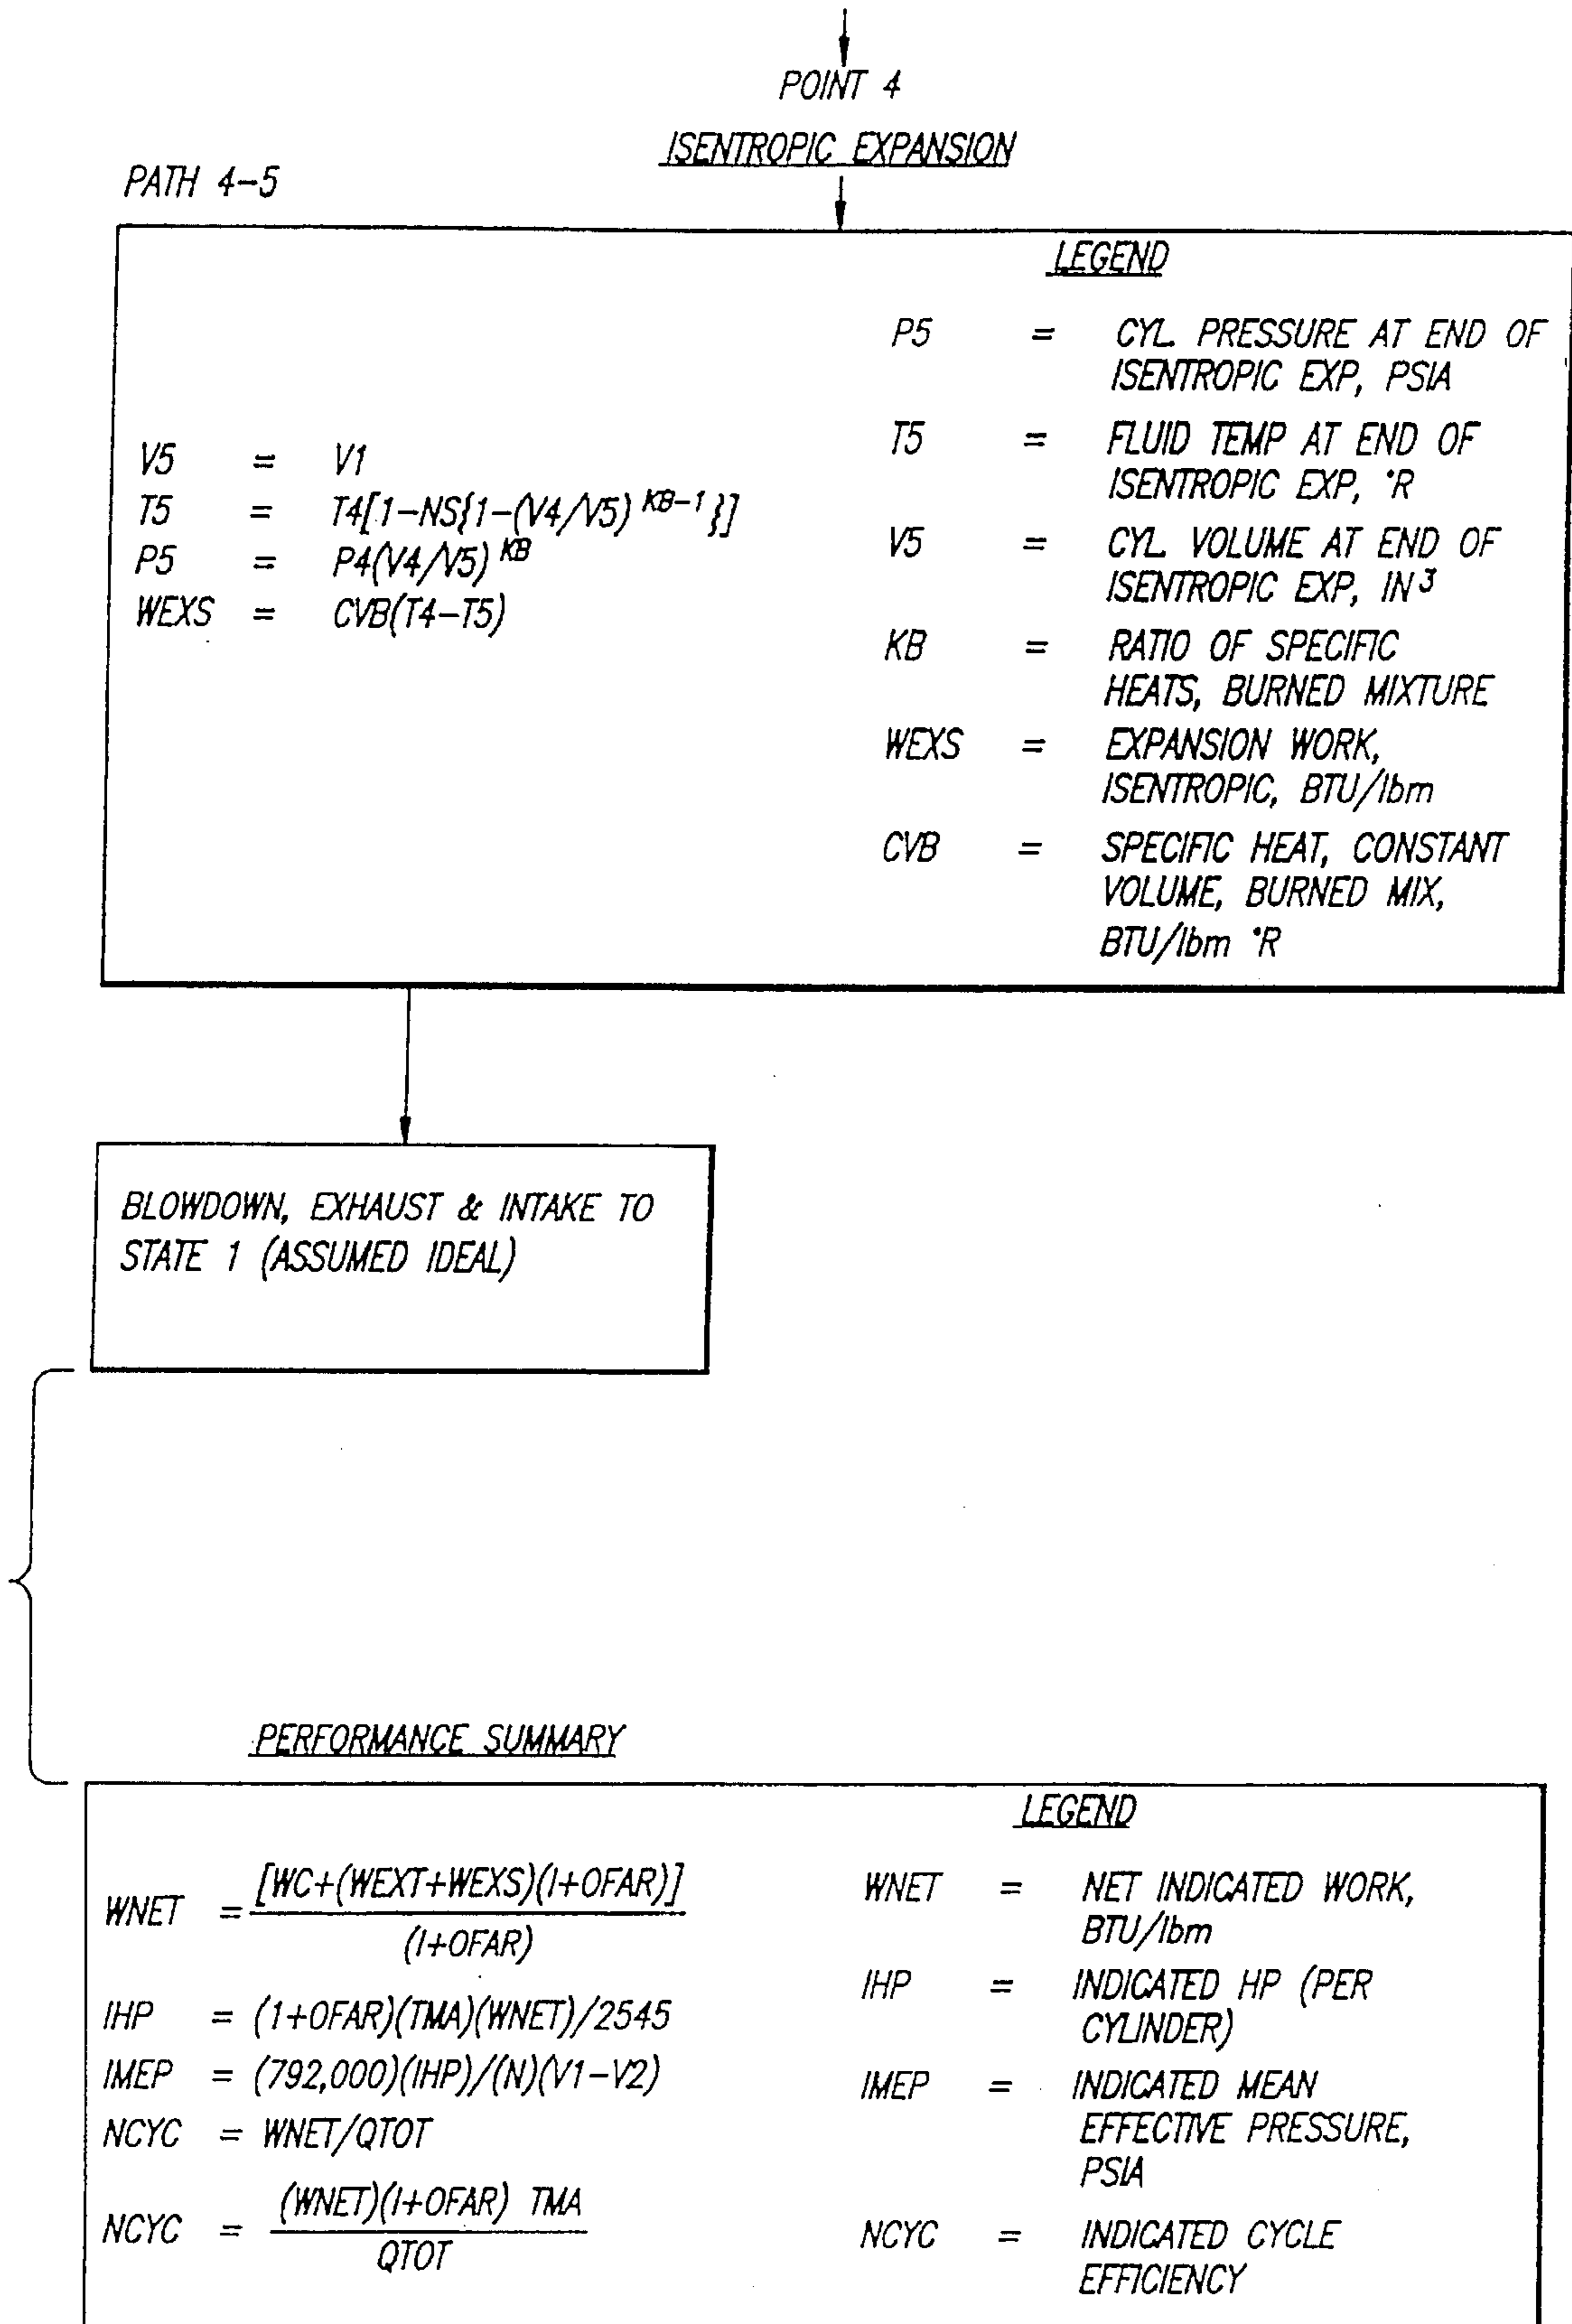 POINT 4
ISENTROPIC EXPANSION
PATH 4-5
V5 = V1
T5 = T4[1-NS{1-(V4/V5)^KB-1}]
P5 = P4(V4/V5)^KB
WEXS = CVB(T4-T5)
LEGEND
P5 = CYL. PRESSURE AT END OF
ISENTROPIC EXP, PSIA
T5 = FLUID TEMP AT END OF
ISENTROPIC EXP, °R
V5 = CYL. VOLUME AT END OF
ISENTROPIC EXP, IN³
KB = RATIO OF SPECIFIC
HEATS, BURNED MIXTURE
WEXS = EXPANSION WORK,
ISENTROPIC, BTU/lbm
CVB = SPECIFIC HEAT, CONSTANT
VOLUME, BURNED MIX,
BTU/lbm °R
BLOWDOWN, EXHAUST & INTAKE TO
STATE 1 (ASSUMED IDEAL)
PERFORMANCE SUMMARY
WNET = [WC+(WEXT+WEXS)(1+OFAR)]
(1+OFAR)
IHP = (1+OFAR)(TMA)(WNET)/2545
IMEP = (792,000)(IHP)/(N)(V1-V2)
NCYC = WNET/QTOT
NCYC = (WNET)(1+OFAR) TMA
QTOT
LEGEND
WNET = NET INDICATED WORK,
BTU/lbm
IHP = INDICATED HP (PER
CYLINDER)
IMEP = INDICATED MEAN
EFFECTIVE PRESSURE,
PSIA
NCYC = INDICATED CYCLE
EFFICIENCY